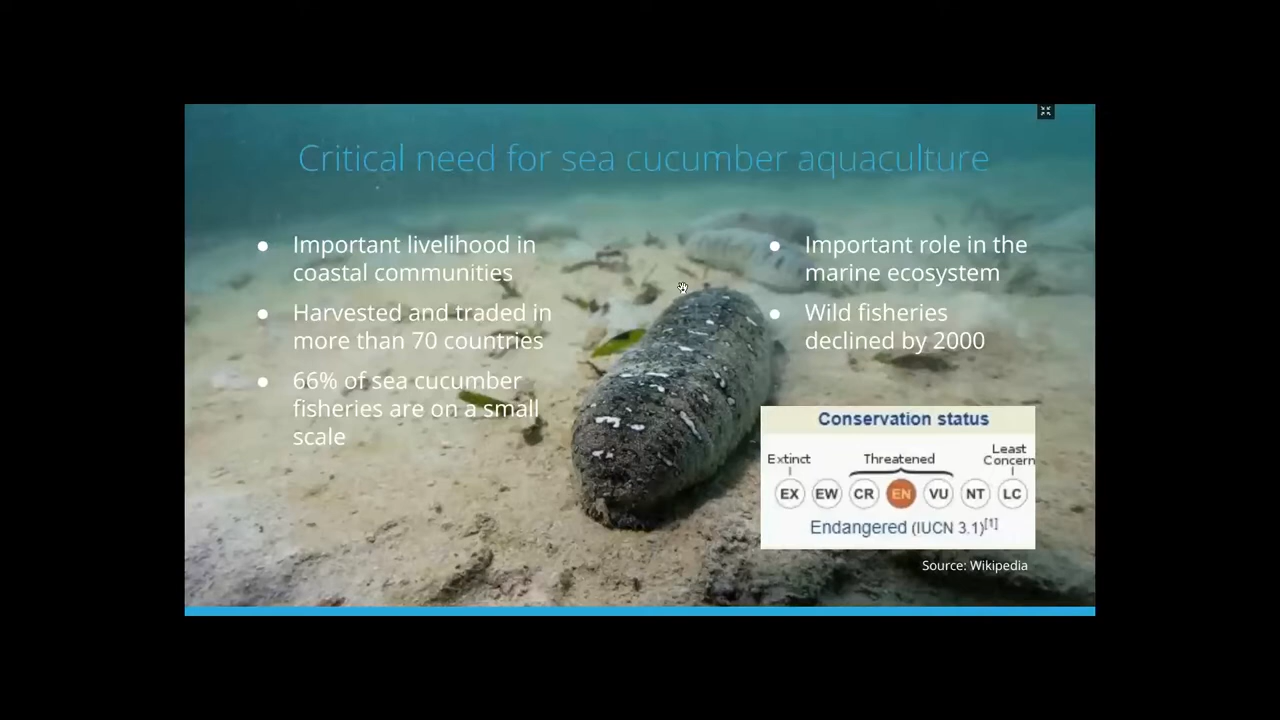 Critical need for sea cucumber aquaculture
● Important livelihood in
coastal communities
● Harvested and traded in
more than 70 countries
● 66% of sea cucumber
fisheries are on a small
scale
● Important role in the
marine ecosystem
● Wild fisheries
declined by 2000
Conservation status
Extinct Threatened Least Concern
EX EW CR EN VU NT LC
Endangered (IUCN 3.1)[1]
Source: Wikipedia